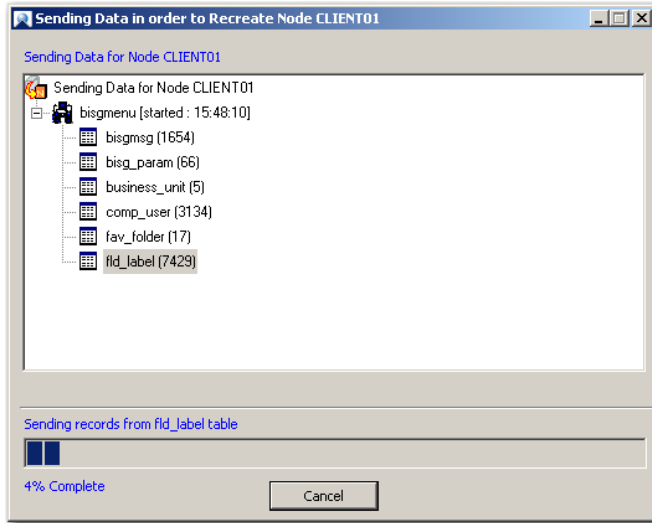 Sending Data in order to Recreate Node CLIENT01
Sending Data for Node CLIENT01
Sending Data for Node CLIENT01
bisgmenu [started : 15:48:10]
bisgmsg (1654)
bisg_param (66)
business_unit (5)
comp_user (3134)
fav_folder (17)
fld_label (7429)
Sending records from fld_label table
4% Complete
Cancel